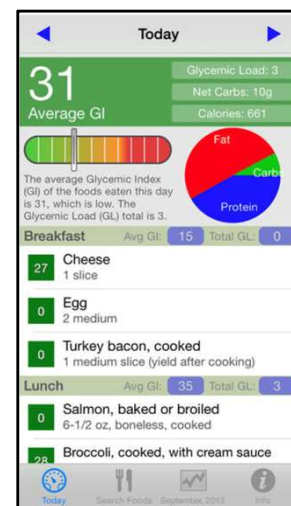 Today
31
Average GI
Glycemic Load: 3
Net Carbs: 10g
Calories: 661
The average Glycemic Index
(GI) of the foods eaten this day
is 31, which is low. The
Glycemic Load (GL) total is 3.
Fat
Carbs
Protein
Breakfast Avg GI: 15 Total GL: 0
27 Cheese
1 slice
0 Egg
2 medium
0 Turkey bacon, cooked
1 medium slice (yield after cooking)
Lunch Avg GI: 35 Total GL: 3
0 Salmon, baked or broiled
6-1/2 oz, boneless, cooked
28 Broccoli, cooked, with cream sauce
Today Search Foods September, 2013 Info